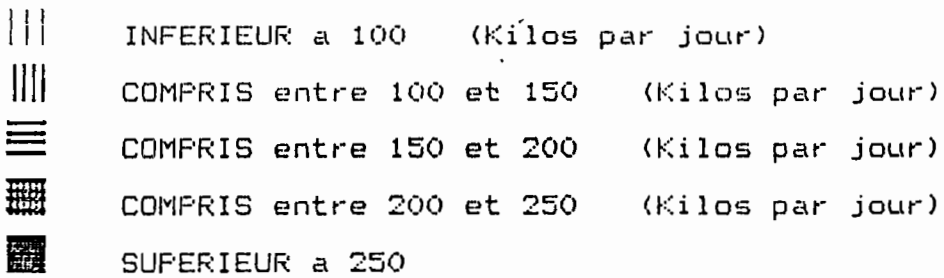 INFERIEUR a 100 (Kilos par jour)
COMPRIS entre 100 et 150 (Kilos par jour)
COMPRIS entre 150 et 200 (Kilos par jour)
COMPRIS entre 200 et 250 (Kilos par jour)
SUPERIEUR a 250